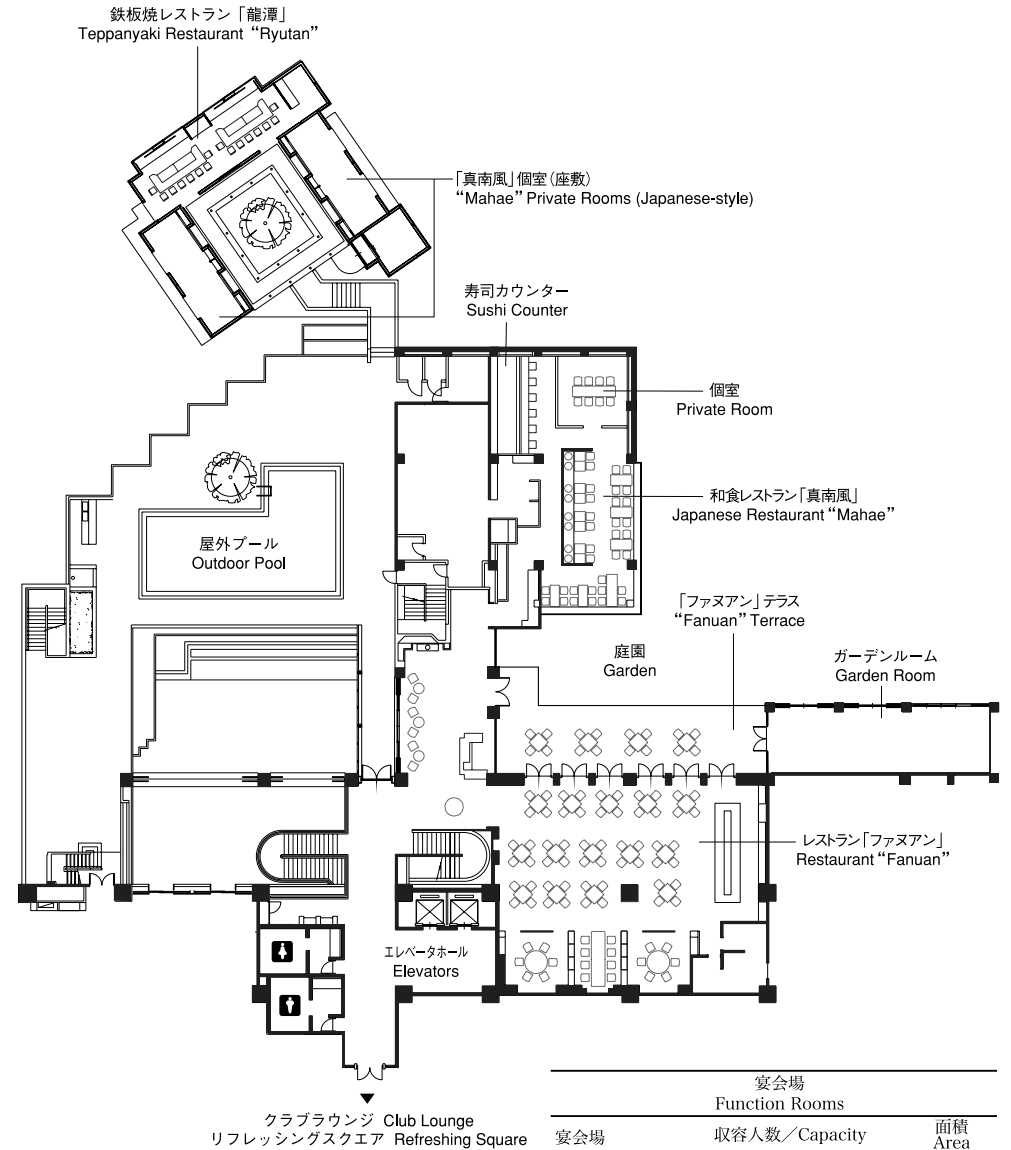 鉄板焼レストラン「龍潭」
Teppanyaki Restaurant “Ryutan”
「真南風」個室（座敷）
“Mahae” Private Rooms (Japanese-style)
寿司カウンター
Sushi Counter
個室
Private Room
和食レストラン「真南風」
Japanese Restaurant “Mahae”
屋外プール
Outdoor Pool
「ファヌアン」テラス
“Fanuan” Terrace
庭園
Garden
ガーデンルーム
Garden Room
レストラン「ファヌアン」
Restaurant “Fanuan”
エレベータホール
Elevators
クラブラウンジ Club Lounge
リフレッシングスクエア Refreshing Square
宴会場
Function Rooms
宴会場 収容人数／Capacity 面積
Area